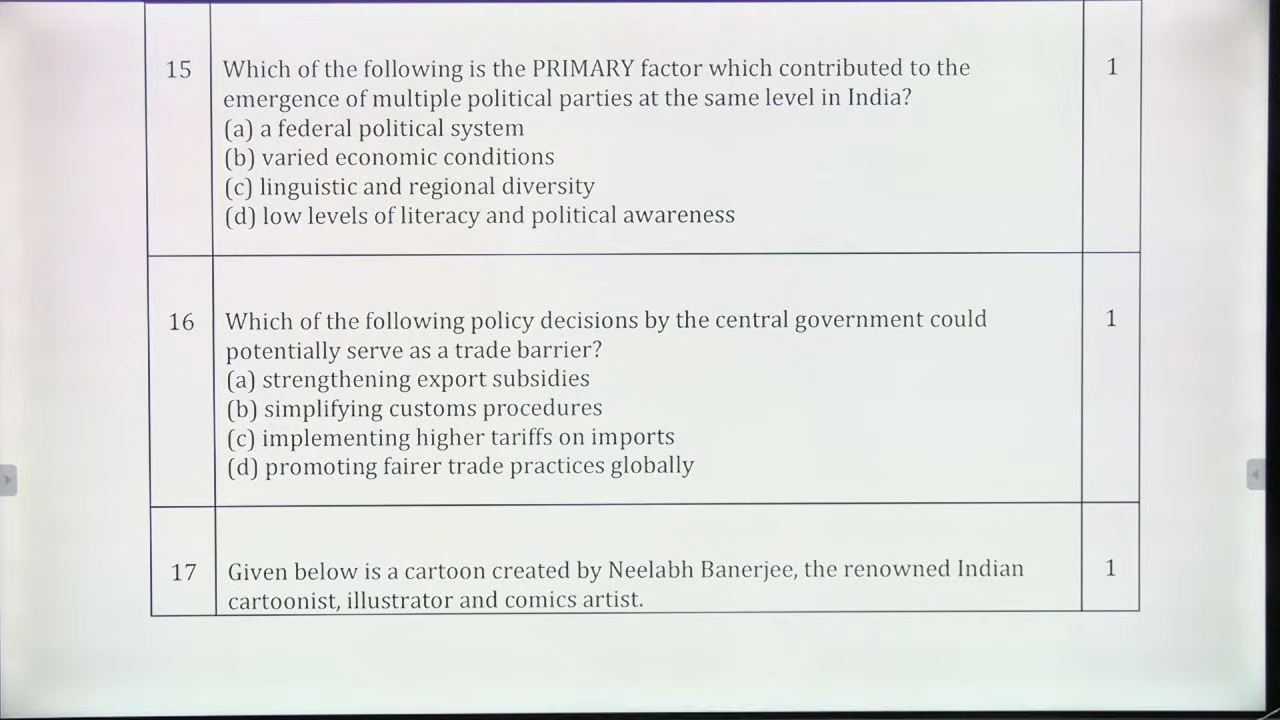 15 Which of the following is the PRIMARY factor which contributed to the 1
emergence of multiple political parties at the same level in India?
(a) a federal political system
(b) varied economic conditions
(c) linguistic and regional diversity
(d) low levels of literacy and political awareness
16 Which of the following policy decisions by the central government could 1
potentially serve as a trade barrier?
(a) strengthening export subsidies
(b) simplifying customs procedures
(c) implementing higher tariffs on imports
(d) promoting fairer trade practices globally
17 Given below is a cartoon created by Neelabh Banerjee, the renowned Indian 1
cartoonist, illustrator and comics artist.